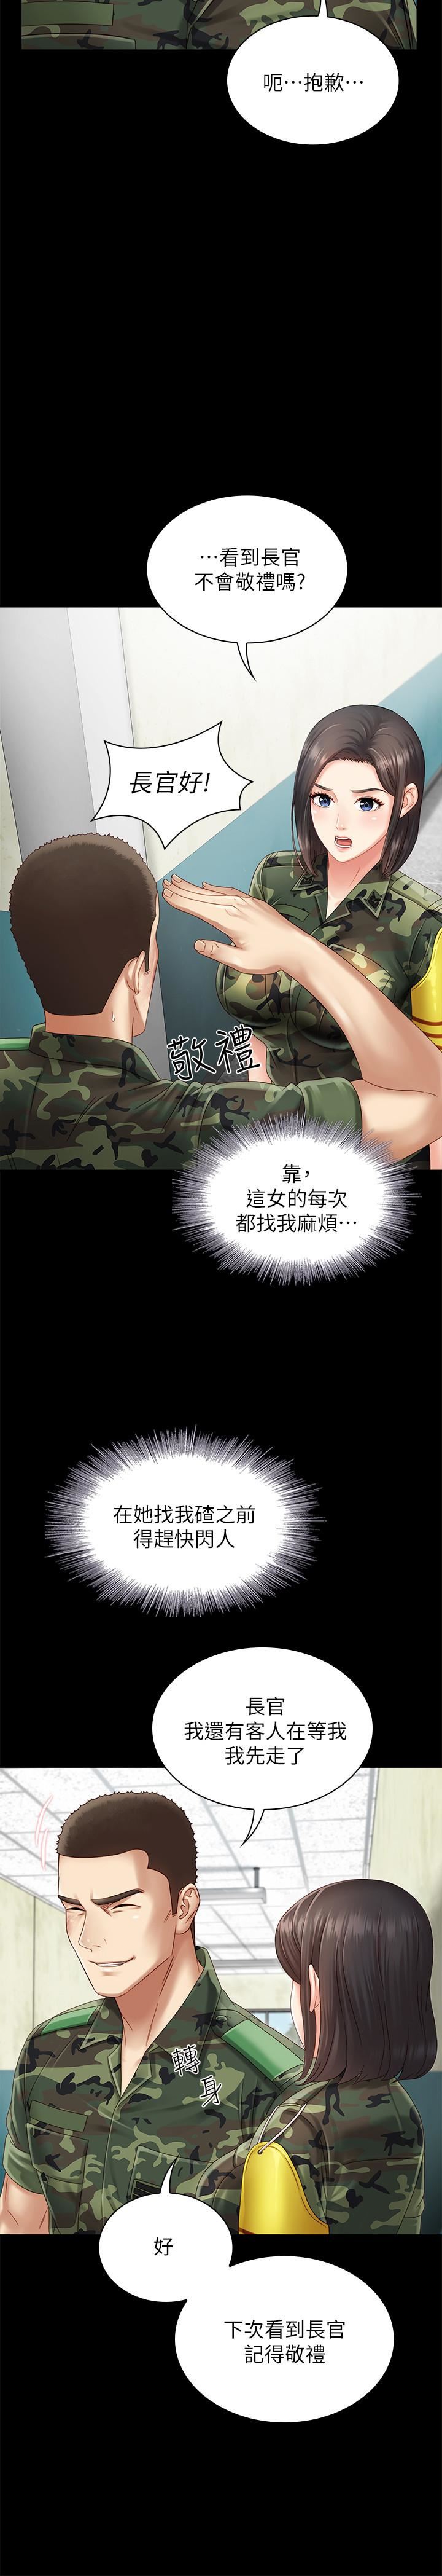 呃⋯抱歉⋯
⋯看到長官
不會敬禮嗎?
長官好!
敬禮
靠,
這女的每次
都找我麻煩⋯
在她找我碴之前
得趕快閃人
長官
我還有客人在等我
我先走了
轉身
好
下次看到長官
記得敬禮